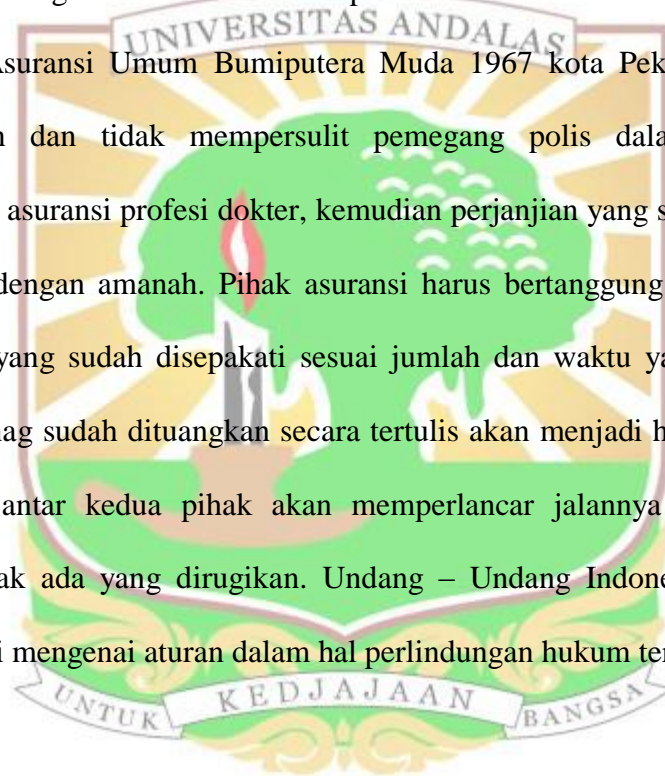 UNIVERSITAS ANDALAS
Asuransi Umum Bumiputera Muda 1967 kota Pek
dan tidak mempersulit pemegang polis dala
asuransi profesi dokter, kemudian perjanjian yang s
dengan amanah. Pihak asuransi harus bertanggung
yang sudah disepakati sesuai jumlah dan waktu ya
nag sudah dituangkan secara tertulis akan menjadi h
antar kedua pihak akan memperlancar jalannya
ak ada yang dirugikan. Undang – Undang Indone
i mengenai aturan dalam hal perlindungan hukum ter
UNTUK KEDJAJAAN BANGSA